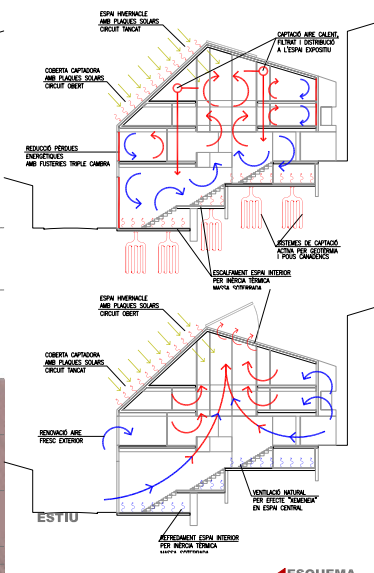 ESPAI HIVERNACLE
AMB PLAQUES SOLARS
CIRCUIT TANCAT
CAPTACIÓ AIRE CALENT,
FILTRAT I DISTRIBUCIÓ
A L'ESPAI EXPOSITIU
COBERTA CAPTADORA
AMB PLAQUES SOLARS
CIRCUIT OBERT
REDUCCIÓ PÈRDUES
ENERGÈTIQUES
AMB FUSTERIES TRIPLE CAMBRA
SISTEMES DE CAPTACIÓ
ACTIVA PER GEOTÈRMIA
I POUS CANADENCS
ESCALFAMENT ESPAI INTERIOR
PER INÈRCIA TÈRMICA
MASSA SOTERRADA
ESPAI HIVERNACLE
AMB PLAQUES SOLARS
CIRCUIT OBERT
COBERTA CAPTADORA
AMB PLAQUES SOLARS
CIRCUIT TANCAT
RENOVACIÓ AIRE
FRESC EXTERIOR
VENTILACIÓ NATURAL
PER EFECTE "XEMENEIA"
EN ESPAI CENTRAL
ESTIU
REFREDAMENT ESPAI INTERIOR
PER INÈRCIA TÈRMICA
MASSA SOTERRADA
ESQUEMA